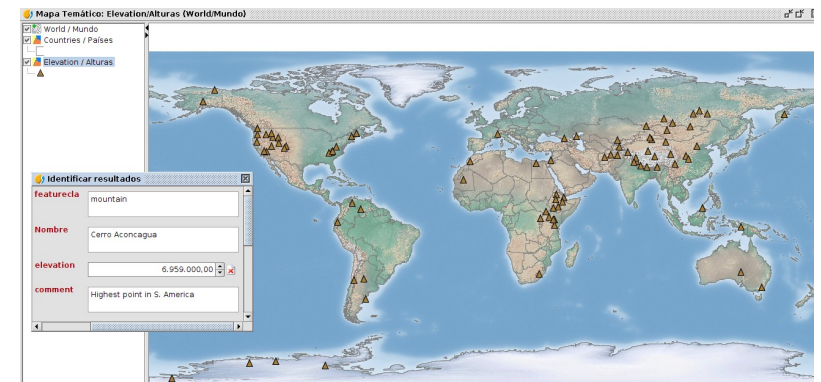 Mapa Temático: Elevation/Alturas (World/Mundo)
World / Mundo
Countries / Países
Elevation / Alturas
Identificar resultados
featurecla
mountain
Nombre
Cerro Aconcagua
elevation
6.959.000,00
comment
Highest point in S. America